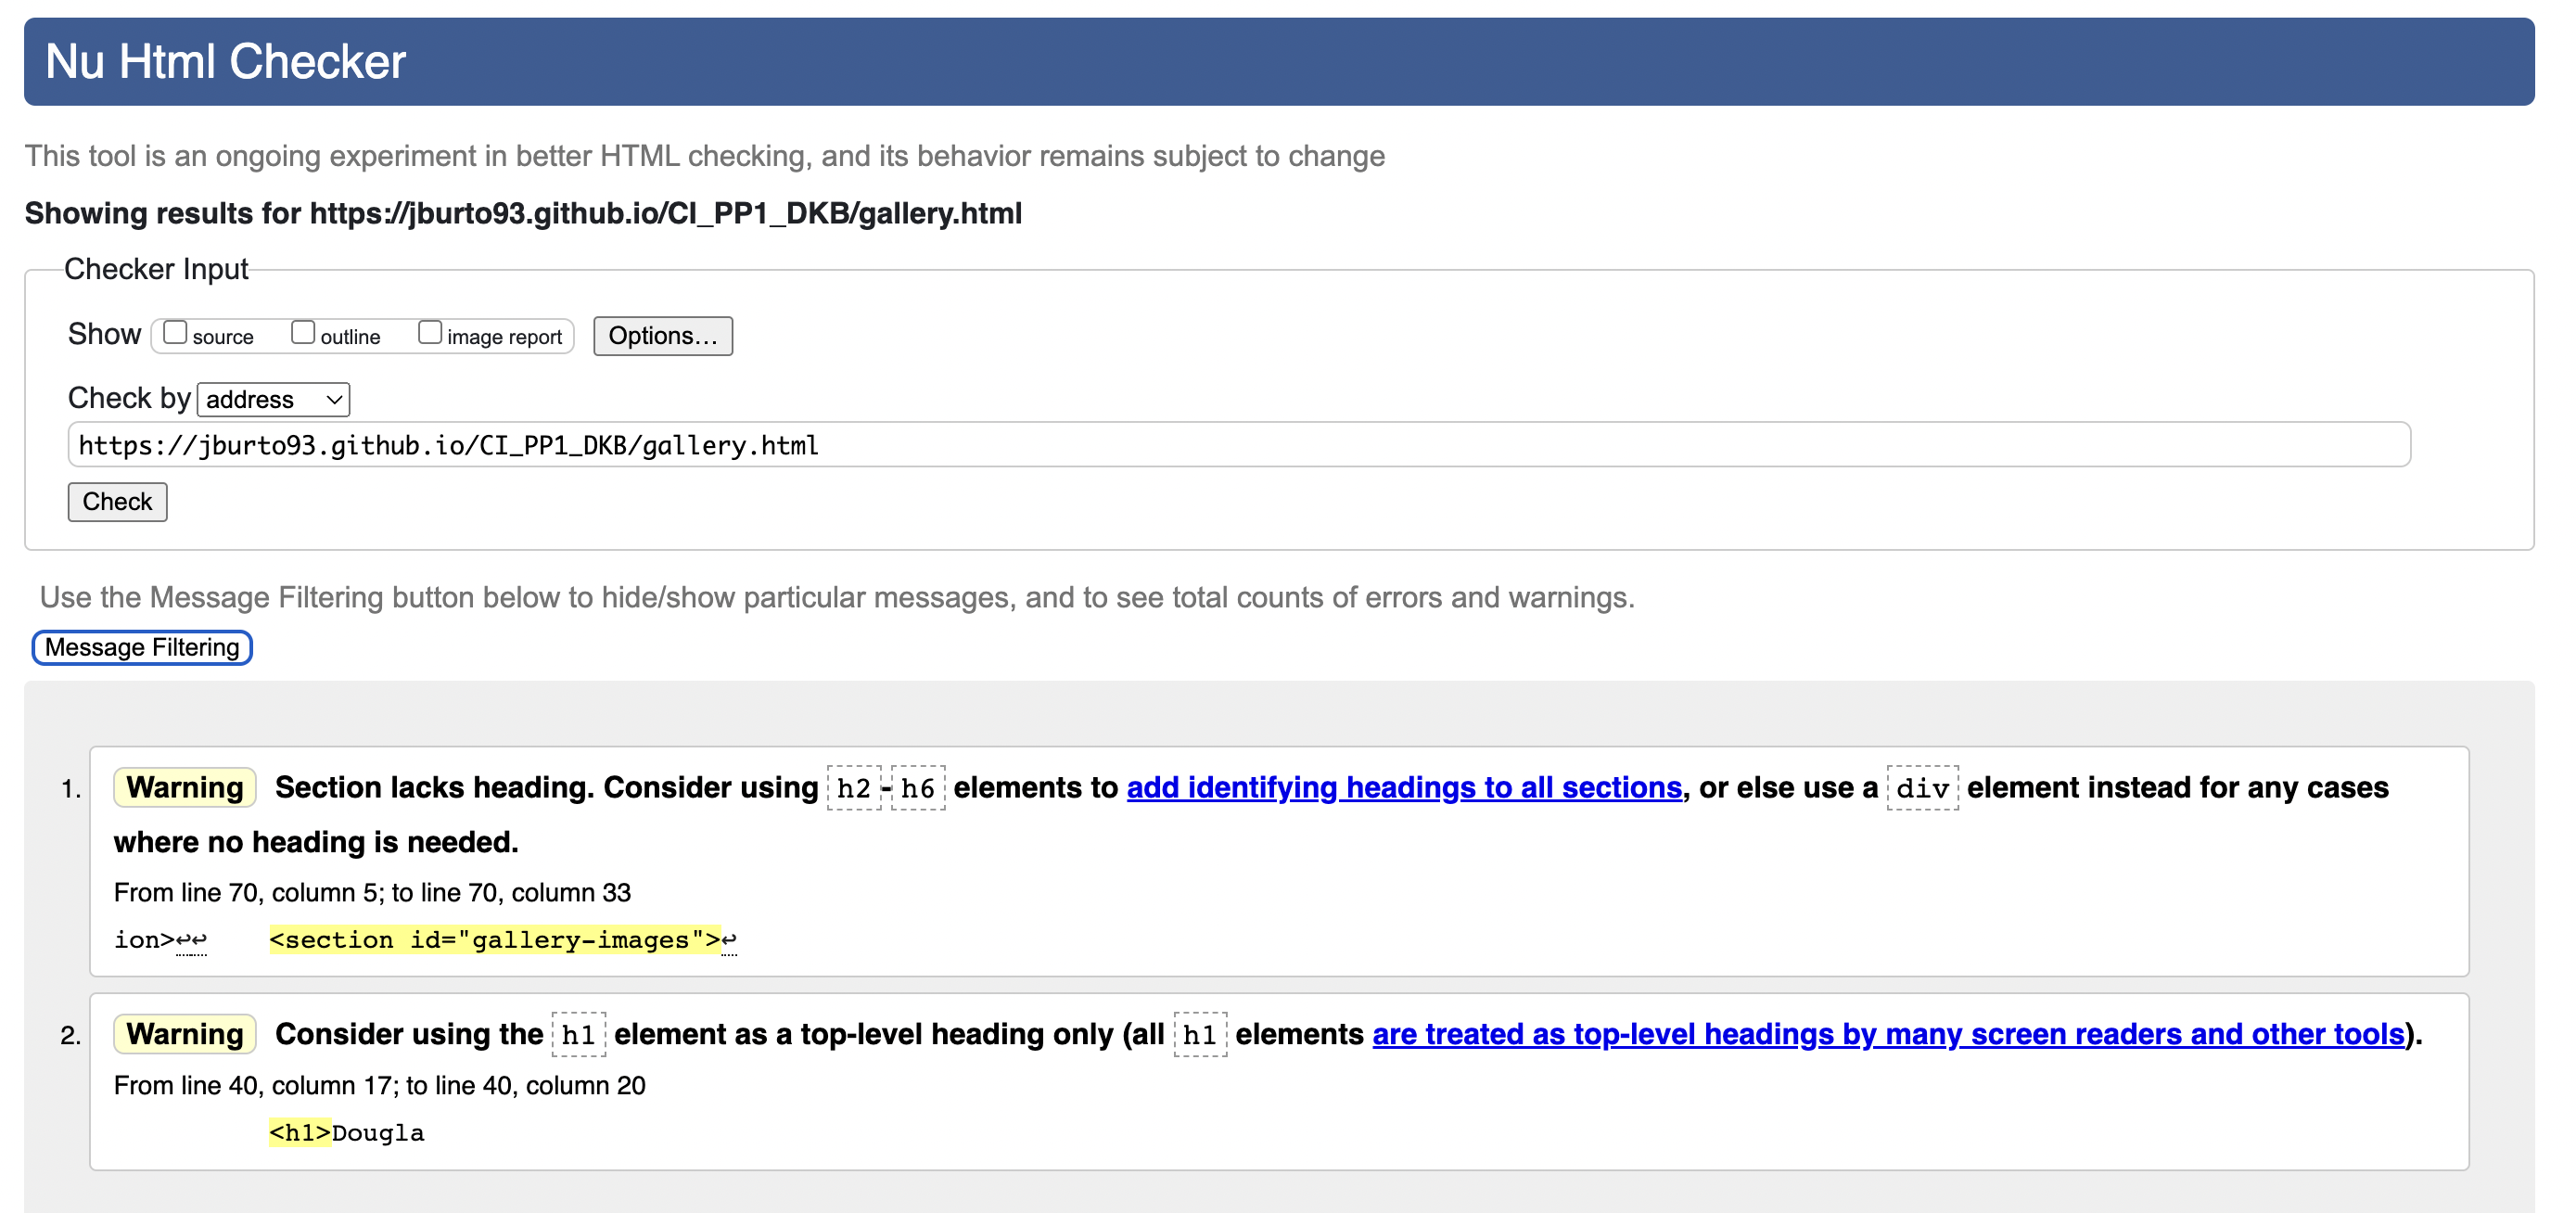 Nu Html Checker
This tool is an ongoing experiment in better HTML checking, and its behavior remains subject to change
Showing results for https://jburto93.github.io/CI_PP1_DKB/gallery.html
Checker Input
Show source outline image report Options...
Check by address
https://jburto93.github.io/CI_PP1_DKB/gallery.html
Check
Use the Message Filtering button below to hide/show particular messages, and to see total counts of errors and warnings.
Message Filtering
1. Warning Section lacks heading. Consider using h2-h6 elements to add identifying headings to all sections, or else use a div element instead for any cases
where no heading is needed.
From line 70, column 5; to line 70, column 33
ion>↩↩ <section id="gallery-images">↩
2. Warning Consider using the h1 element as a top-level heading only (all h1 elements are treated as top-level headings by many screen readers and other tools).
From line 40, column 17; to line 40, column 20
<h1>Dougla